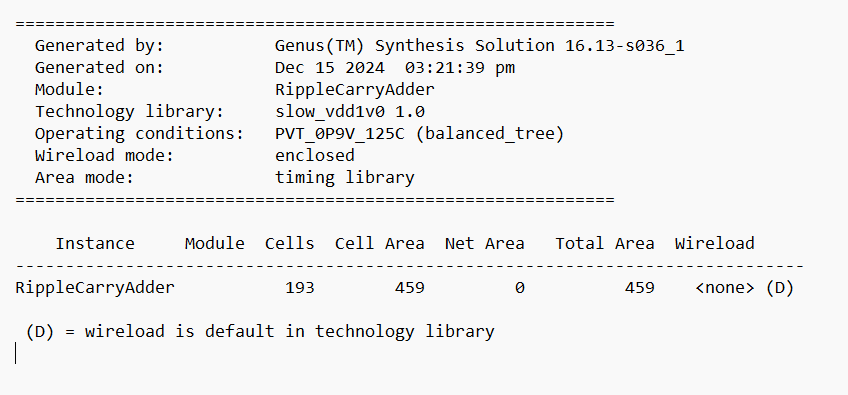 ============================================================
Generated by: Genus(TM) Synthesis Solution 16.13-s036_1
Generated on: Dec 15 2024 03:21:39 pm
Module: RippleCarryAdder
Technology library: slow_vdd1v0 1.0
Operating conditions: PVT_0P9V_125C (balanced_tree)
Wireload mode: enclosed
Area mode: timing library
============================================================
Instance Module Cells Cell Area Net Area Total Area Wireload
-------------------------------------------------------------------------------
RippleCarryAdder 193 459 0 459 <none> (D)
(D) = wireload is default in technology library